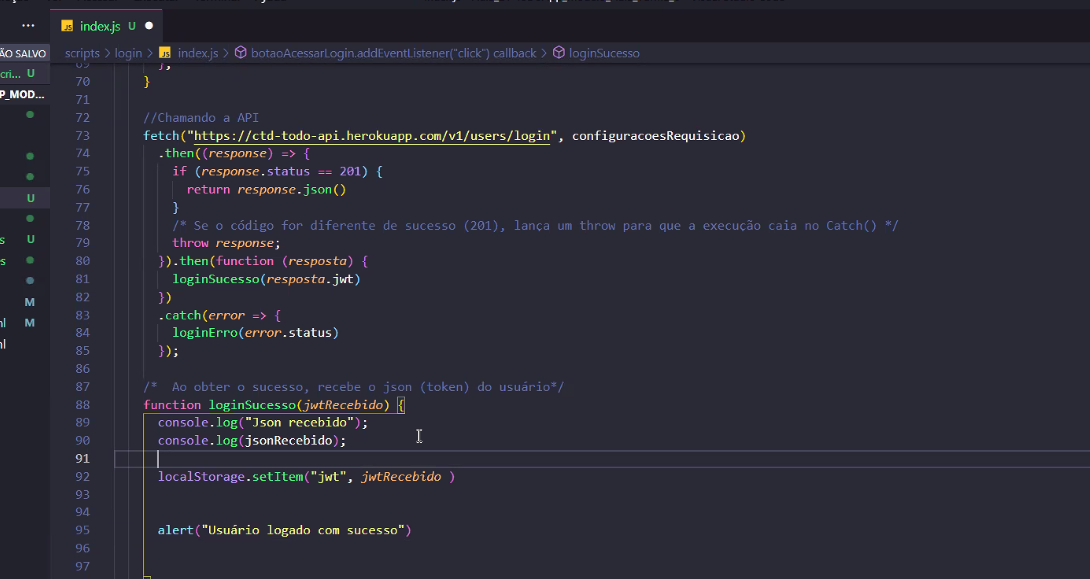 index.js U
ÃO SALVO
scripts > login > JS index.js > botaoAcessarLogin.addEventListener("click") callback > loginSucesso
cri... U
P_MOD...
U
s U
es
M
nl M
nl
69 };
70 }
71
72 //Chamando a API
73 fetch("https://ctd-todo-api.herokuapp.com/v1/users/login", configuracoesRequisicao)
74 .then((response) => {
75 if (response.status == 201) {
76 return response.json()
77 }
78 /* Se o código for diferente de sucesso (201), lança um throw para que a execução caia no Catch() */
79 throw response;
80 }).then(function (resposta) {
81 loginSucesso(resposta.jwt)
82 })
83 .catch(error => {
84 loginErro(error.status)
85 });
86
87 /*  Ao obter o sucesso, recebe o json (token) do usuário*/
88 function loginSucesso(jwtRecebido) {
89 console.log("Json recebido");
90 console.log(jsonRecebido);
91
92 localStorage.setItem("jwt", jwtRecebido )
93
94
95 alert("Usuário logado com sucesso")
96
97